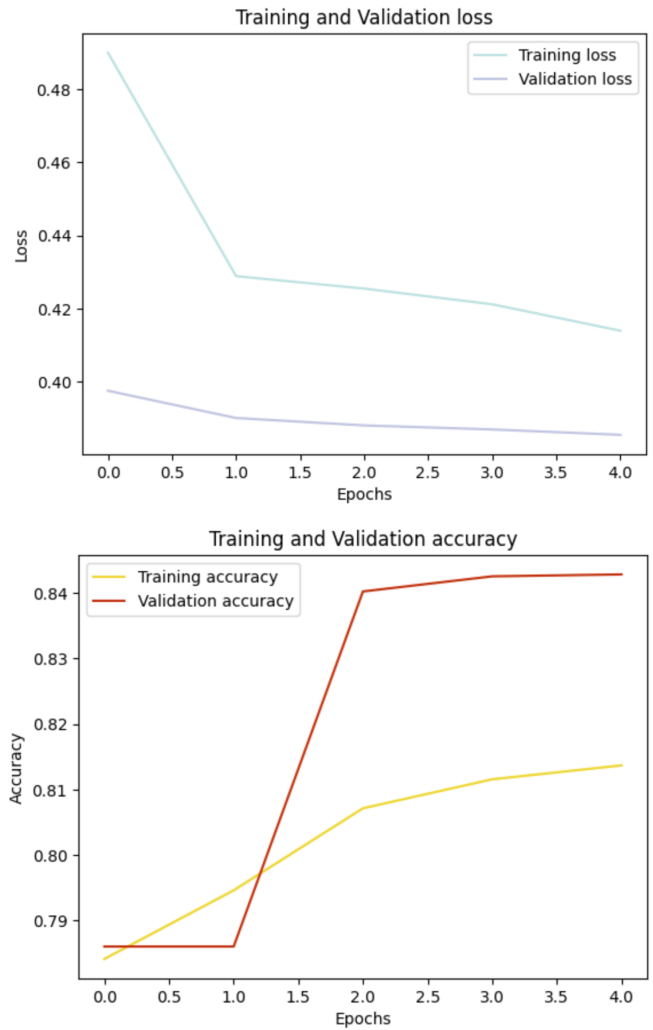 Training and Validation loss
Training loss
Validation loss
0.48
0.46
0.44
0.42
0.40
Loss
0.0 0.5 1.0 1.5 2.0 2.5 3.0 3.5 4.0
Epochs
Training and Validation accuracy
Training accuracy
Validation accuracy
0.84
0.83
0.82
0.81
0.80
0.79
Accuracy
0.0 0.5 1.0 1.5 2.0 2.5 3.0 3.5 4.0
Epochs